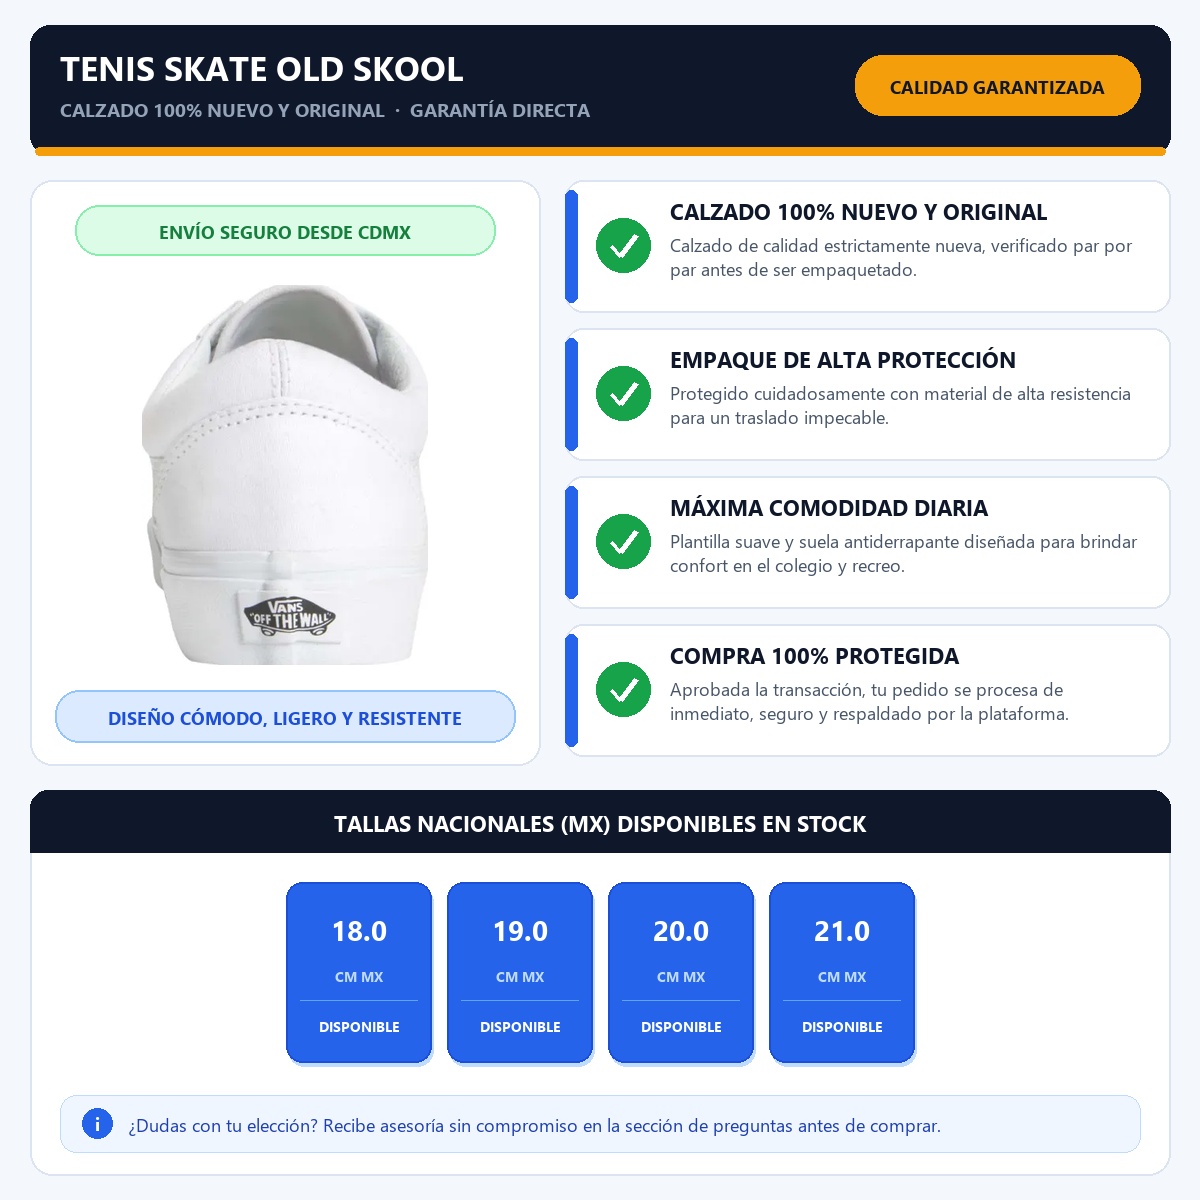 TENIS SKATE OLD SKOOL
CALZADO 100% NUEVO Y ORIGINAL · GARANTÍA DIRECTA
CALIDAD GARANTIZADA
ENVÍO SEGURO DESDE CDMX
VANS
"OFF THE WALL"
DISEÑO CÓMODO, LIGERO Y RESISTENTE
CALZADO 100% NUEVO Y ORIGINAL
Calzado de calidad estrictamente nueva, verificado par por
par antes de ser empaquetado.
EMPAQUE DE ALTA PROTECCIÓN
Protegido cuidadosamente con material de alta resistencia
para un traslado impecable.
MÁXIMA COMODIDAD DIARIA
Plantilla suave y suela antiderrapante diseñada para brindar
confort en el colegio y recreo.
COMPRA 100% PROTEGIDA
Aprobada la transacción, tu pedido se procesa de
inmediato, seguro y respaldado por la plataforma.
TALLAS NACIONALES (MX) DISPONIBLES EN STOCK
18.0
CM MX
DISPONIBLE
19.0
CM MX
DISPONIBLE
20.0
CM MX
DISPONIBLE
21.0
CM MX
DISPONIBLE
i
¿Dudas con tu elección? Recibe asesoría sin compromiso en la sección de preguntas antes de comprar.